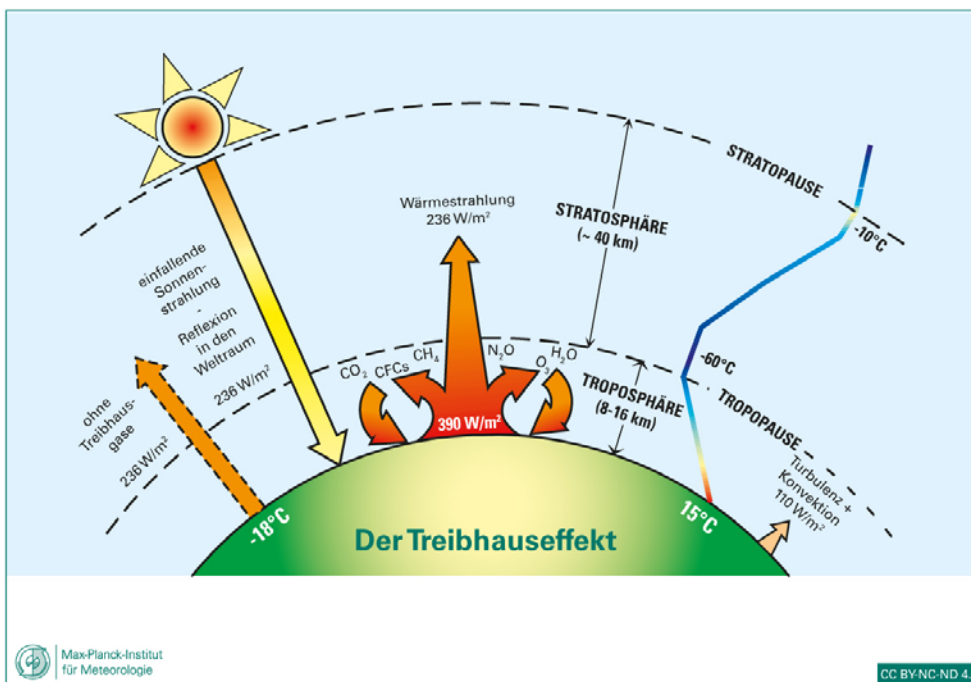 STRATOPAUSE
-10°C
Wärmestrahlung
236 W/m²
STRATOSPHÄRE
(~ 40 km)
einfallende
Sonnen-
strahlung
-
Reflexion
in den
Weltraum
236 W/m²
ohne
Treibhaus-
gase
236 W/m²
CO₂
CFCs
CH₄
N₂O
O₃
H₂O
390 W/m²
TROPOSPHÄRE
(8-16 km)
-60°C
TROPOPAUSE
Turbulenz +
Konvektion
110 W/m²
-18°C
15°C
Der Treibhauseffekt
Max-Planck-Institut
für Meteorologie
CC BY-NC-ND 4.